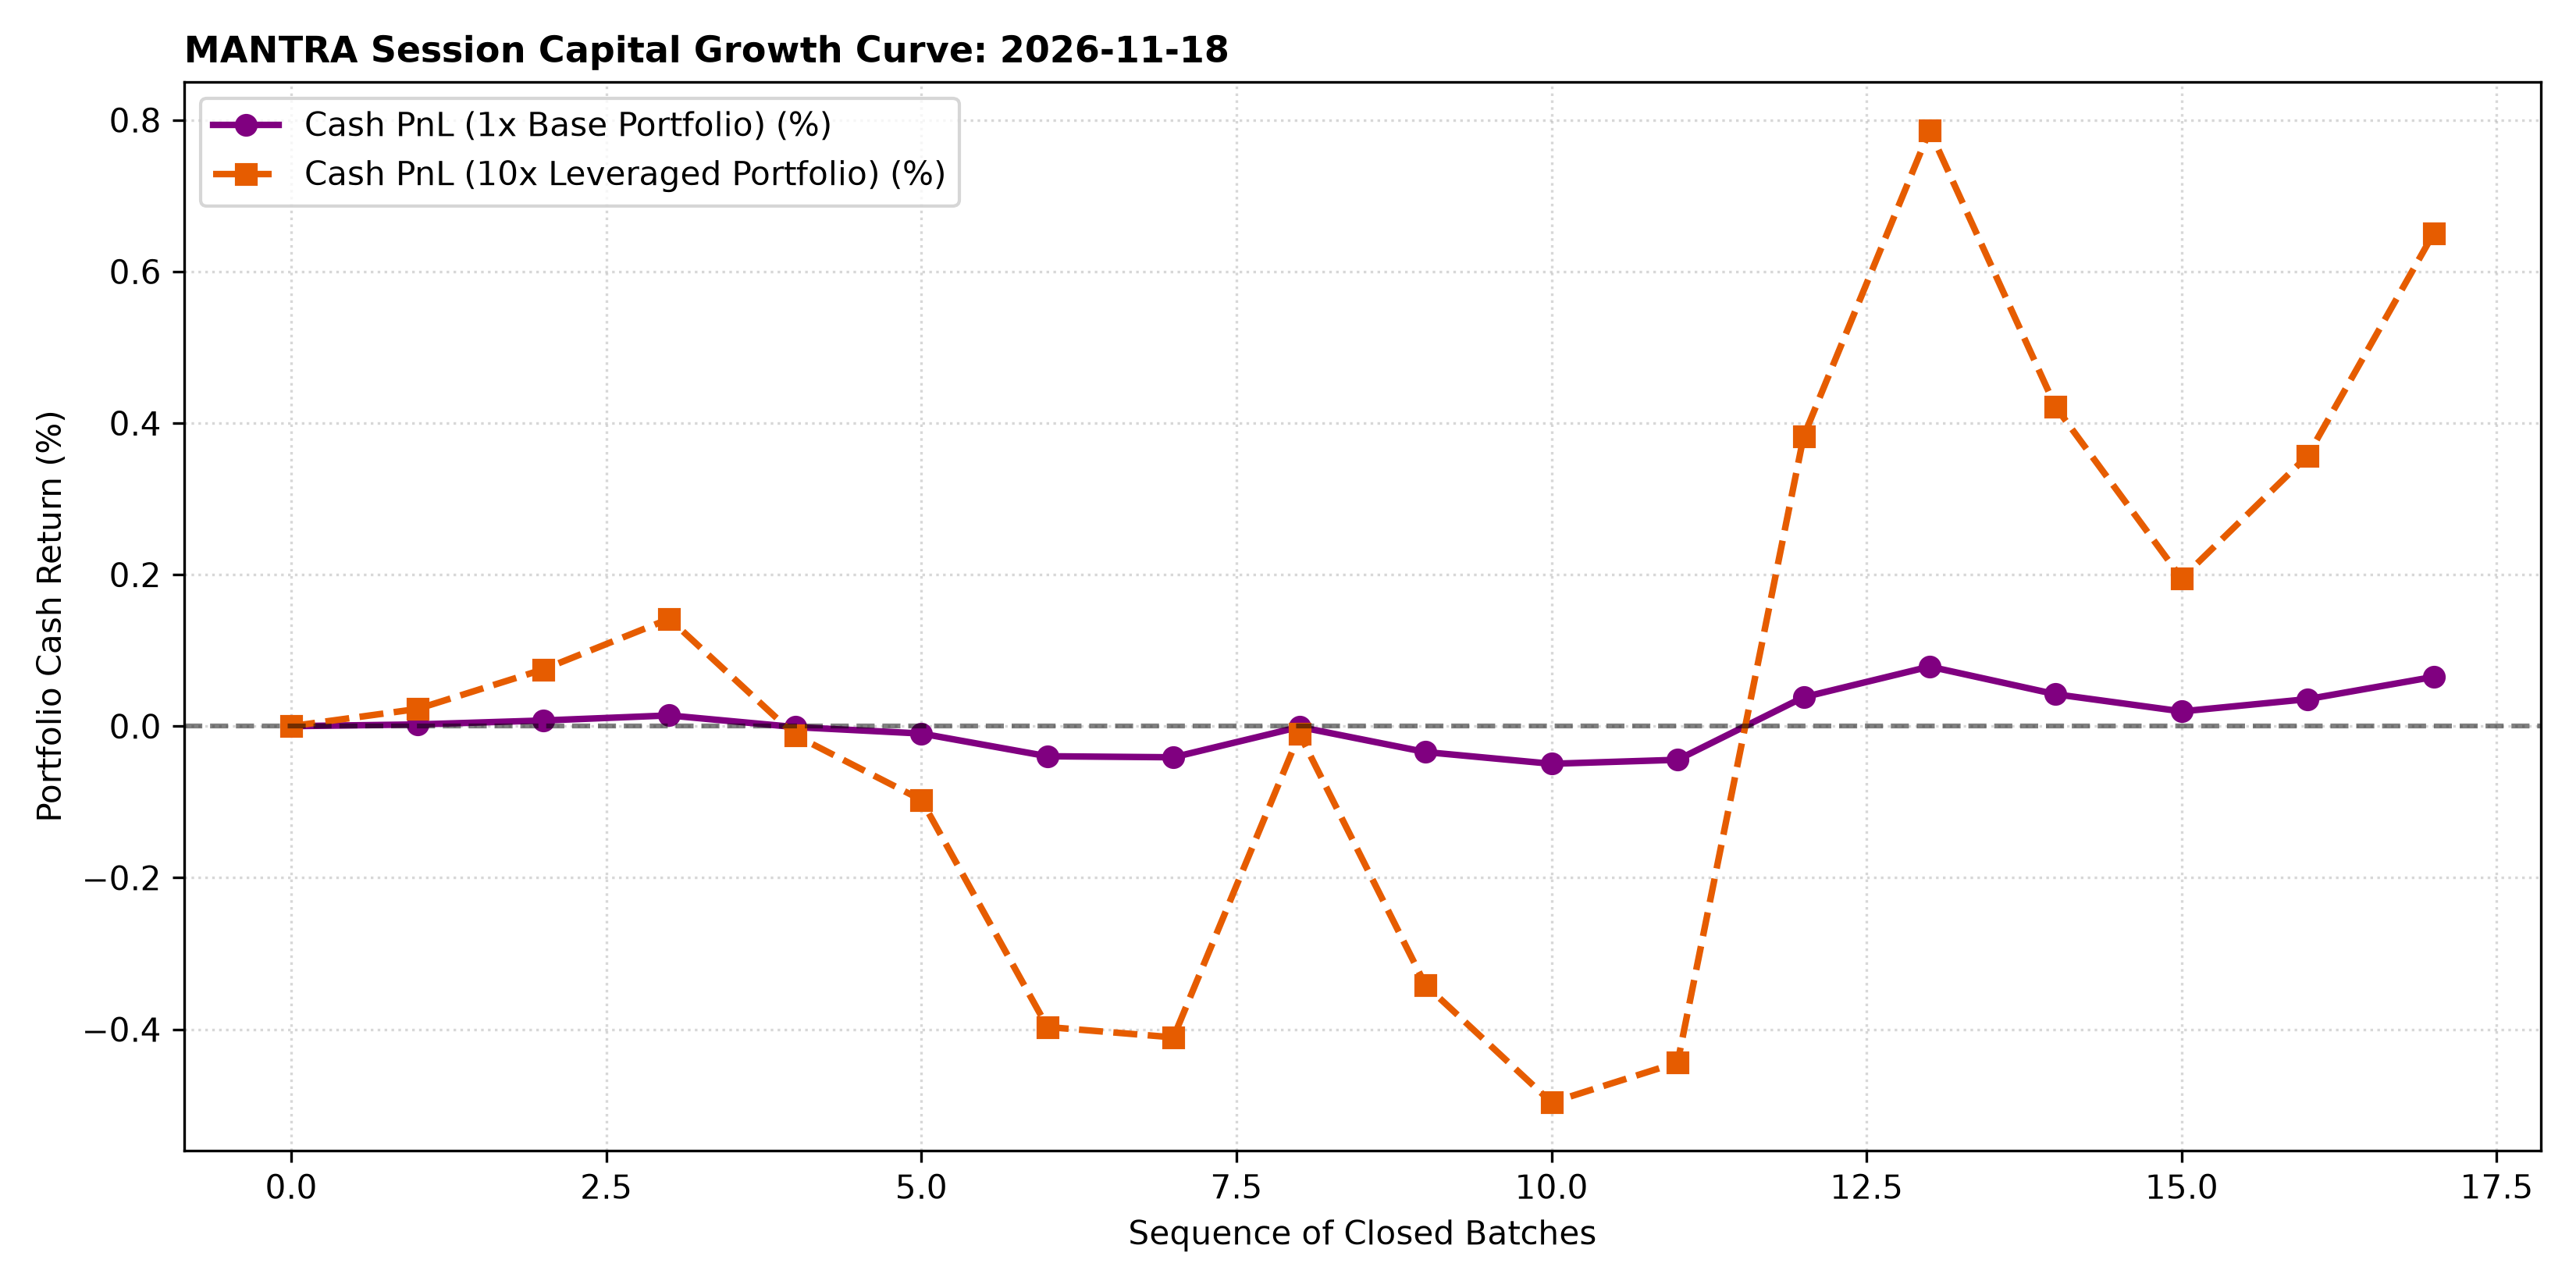 MANTRA Session Capital Growth Curve: 2026-11-18
Cash PnL (1x Base Portfolio) (%)
Cash PnL (10x Leveraged Portfolio) (%)
Portfolio Cash Return (%)
0.8
0.6
0.4
0.2
0.0
−0.2
−0.4
0.0 2.5 5.0 7.5 10.0 12.5 15.0 17.5
Sequence of Closed Batches